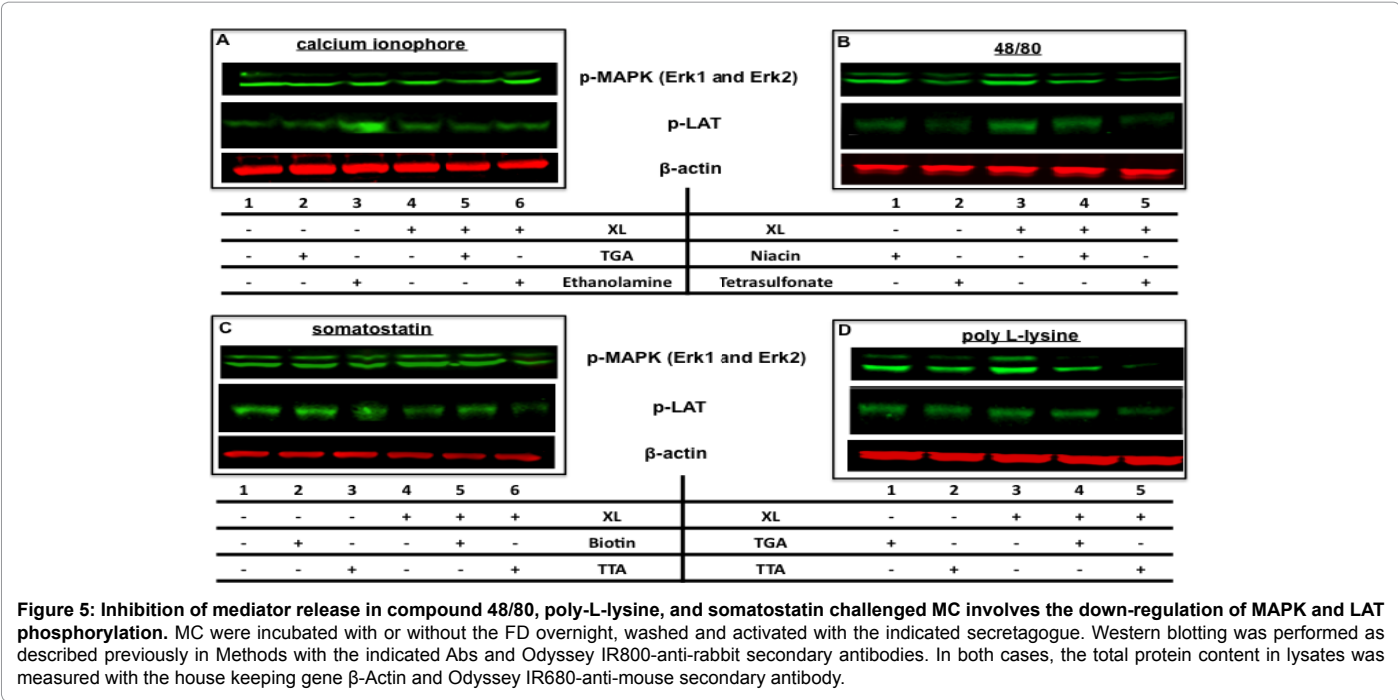 A calcium ionophore
B 48/80
p-MAPK (Erk1 and Erk2)
p-LAT
β-actin
1 2 3 4 5 6 1 2 3 4 5
- - - + + + XL XL - - + + +
- + - - + - TGA Niacin + - - + -
- - + - - + Ethanolamine Tetrasulfonate - + - - +
C somatostatin
D poly L-lysine
p-MAPK (Erk1 and Erk2)
p-LAT
β-actin
1 2 3 4 5 6 1 2 3 4 5
- - - + + + XL XL - - + + +
- + - - + - Biotin TGA + - - + -
- - + - - + TTA TTA - + - - +
Figure 5: Inhibition of mediator release in compound 48/80, poly-L-lysine, and somatostatin challenged MC involves the down-regulation of MAPK and LAT
phosphorylation. MC were incubated with or without the FD overnight, washed and activated with the indicated secretagogue. Western blotting was performed as
described previously in Methods with the indicated Abs and Odyssey IR800-anti-rabbit secondary antibodies. In both cases, the total protein content in lysates was
measured with the house keeping gene β-Actin and Odyssey IR680-anti-mouse secondary antibody.